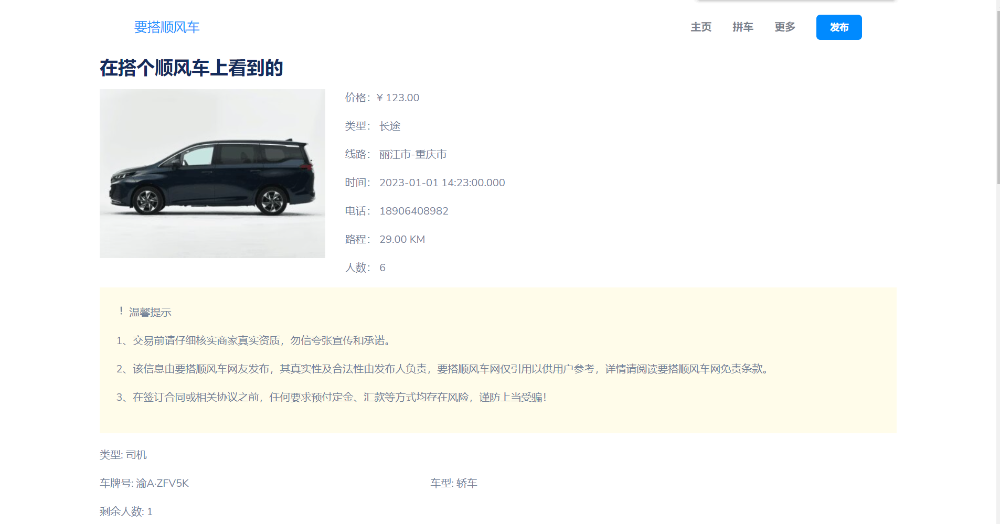 要搭顺风车
主页 拼车 更多 发布
在搭个顺风车上看到的
价格：¥ 123.00
类型： 长途
线路： 丽江市-重庆市
时间： 2023-01-01 14:23:00.000
电话： 18906408982
路程： 29.00 KM
人数： 6
！温馨提示
1、交易前请仔细核实商家真实资质，勿信夸张宣传和承诺。
2、该信息由要搭顺风车网友发布，其真实性及合法性由发布人负责，要搭顺风车网仅引用以供用户参考，详情请阅读要搭顺风车网免责条款。
3、在签订合同或相关协议之前，任何要求预付定金、汇款等方式均存在风险，谨防上当受骗！
类型: 司机
车牌号: 渝A·ZFV5K 车型: 轿车
剩余人数: 1